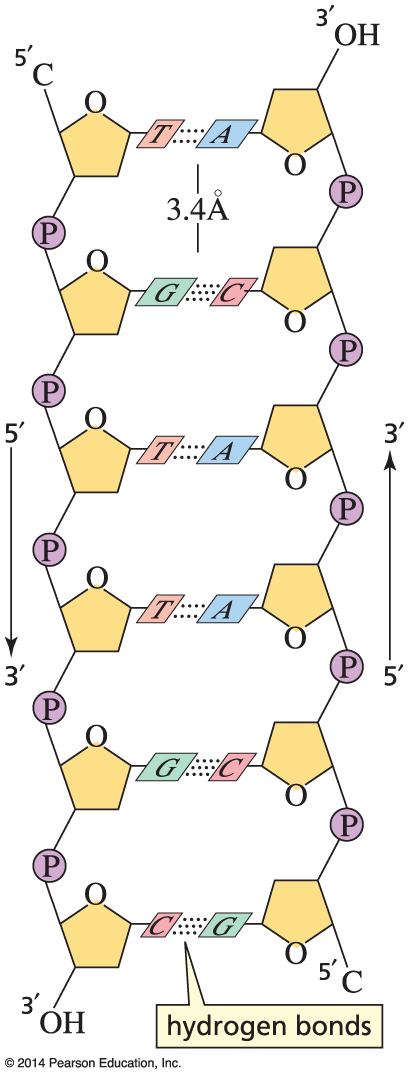 3′
OH
5′
C
O
T A
O
P
3.4Å
P
O
G C
O
P
P
O
5′
3′
T A
O
P
P
O
T A
O
3′
P
5′
P
O
G C
O
P
P
O
C G
O
5′
C
3′
OH
hydrogen bonds
© 2014 Pearson Education, Inc.